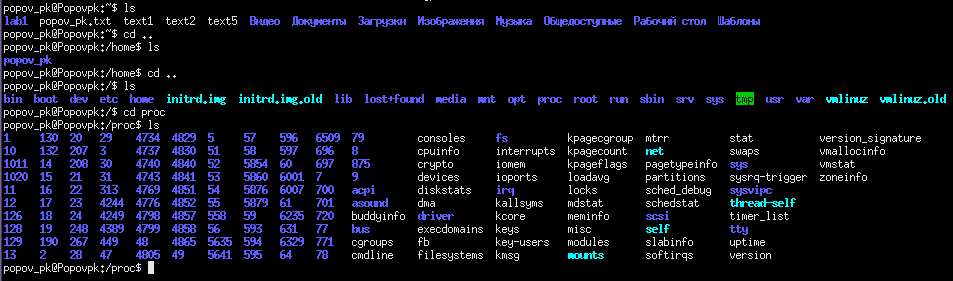 popov_pk@Popovpk:~$ ls
lab1 popov_pk.txt text1 text2 text5 Видео Документы Загрузки Изображения Музыка Общедоступные Рабочий стол Шаблоны
popov_pk@Popovpk:~$ cd ..
popov_pk@Popovpk:/home$ ls
popov_pk
popov_pk@Popovpk:/home$ cd ..
popov_pk@Popovpk:/$ ls
bin boot dev etc home initrd.img initrd.img.old lib lost+found media mnt opt proc root run sbin srv sys tmp usr var vmlinuz vmlinuz.old
popov_pk@Popovpk:/$ cd proc
popov_pk@Popovpk:/proc$ ls
1 130 20 29 4734 4829 5 57 596 6509 79 consoles fs kpagecgroup mtrr stat version_signature
10 132 207 3 4737 4830 51 58 597 696 8 cpuinfo interrupts kpagecount net swaps vmallocinfo
1011 14 208 30 4740 4840 52 5854 60 697 875 crypto iomem kpageflags pagetypeinfo sys vmstat
1020 15 21 31 4743 4841 53 5860 6001 7 9 devices ioports loadavg partitions sysrq-trigger zoneinfo
11 16 22 313 4769 4851 54 5876 6007 700 acpi diskstats irq locks sched_debug sysvipc
12 17 23 4244 4776 4852 55 5879 61 701 asound dma kallsyms mdstat schedstat thread-self
126 18 24 4249 4798 4857 558 59 6235 720 buddyinfo driver kcore meminfo scsi timer_list
128 19 248 4389 4799 4858 56 593 631 77 bus execdomains keys misc self tty
129 190 267 449 48 4865 5635 594 6329 771 cgroups fb key-users modules slabinfo uptime
13 2 28 47 4805 49 5641 595 64 78 cmdline filesystems kmsg mounts softirqs version
popov_pk@Popovpk:/proc$